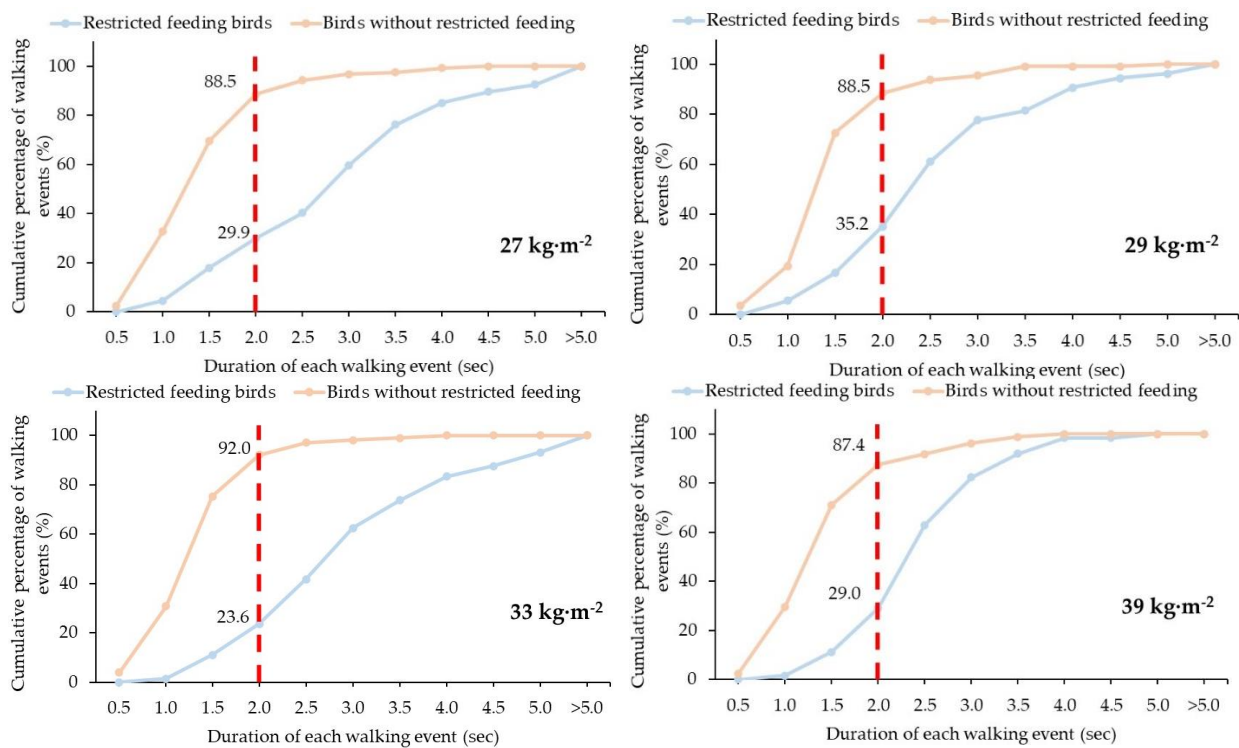 Restricted feeding birds Birds without restricted feeding
Cumulative percentage of walking
events (%)
100
80
60
40
20
0
88.5
29.9
27 kg·m-2
0.5 1.0 1.5 2.0 2.5 3.0 3.5 4.0 4.5 5.0 >5.0
Duration of each walking event (sec)
Restricted feeding birds Birds without restricted feeding
Cumulative percentage of walking
events (%)
100
80
60
40
20
0
88.5
35.2
29 kg·m-2
0.5 1.0 1.5 2.0 2.5 3.0 3.5 4.0 4.5 5.0 >5.0
Duration of each walking event (sec)
Restricted feeding birds Birds without restricted feeding
Cumulative percentage of walking
events (%)
100
80
60
40
20
0
92.0
23.6
33 kg·m-2
0.5 1.0 1.5 2.0 2.5 3.0 3.5 4.0 4.5 5.0 >5.0
Duration of each walking event (sec)
Restricted feeding birds Birds without restricted feeding
Cumulative percentage of walking
events (%)
100
80
60
40
20
0
87.4
29.0
39 kg·m-2
0.5 1.0 1.5 2.0 2.5 3.0 3.5 4.0 4.5 5.0 >5.0
Duration of each walking event (sec)